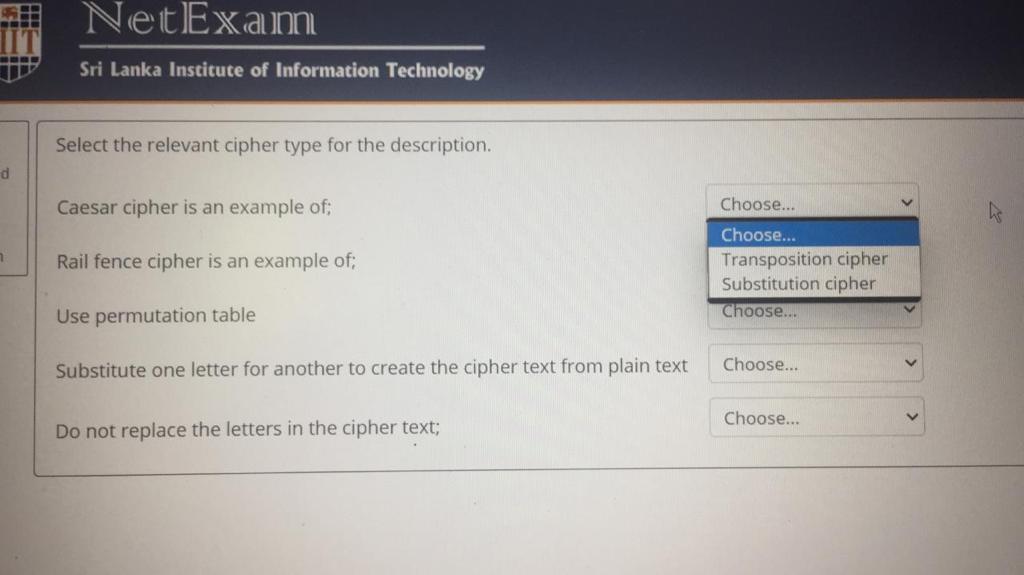 NetExam
IIT
Sri Lanka Institute of Information Technology
Select the relevant cipher type for the description.
d
Caesar cipher is an example of;
Choose...
Choose...
Transposition cipher
Substitution cipher
Rail fence cipher is an example of;
Use permutation table
Choose...
Substitute one letter for another to create the cipher text from plain text
Choose...
Do not replace the letters in the cipher text;
Choose...